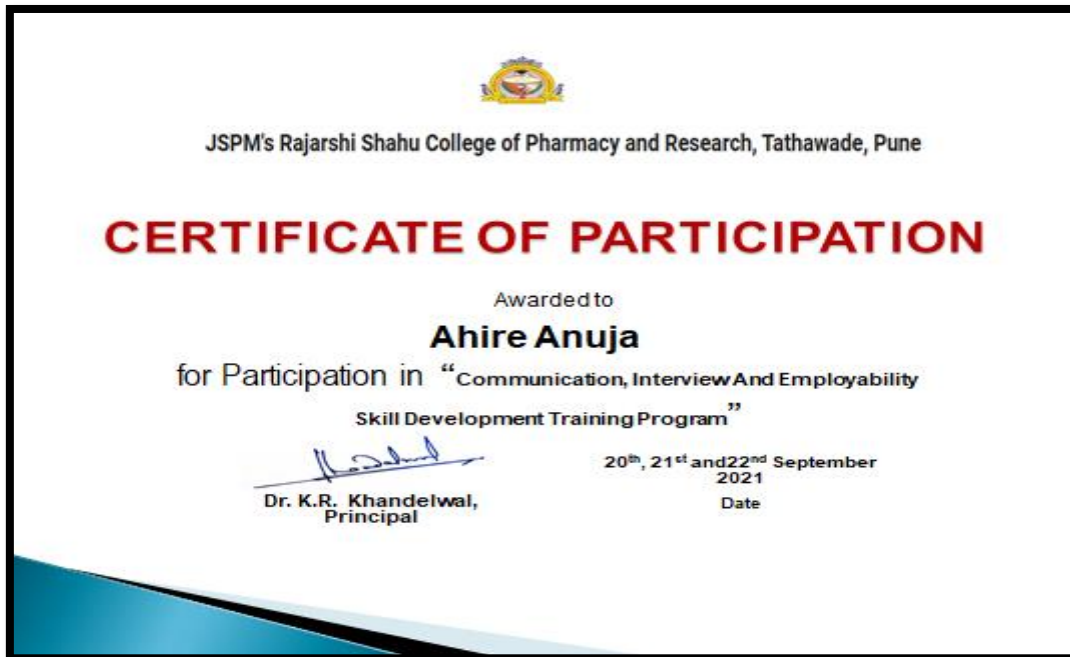 JSPM's Rajarshi Shahu College of Pharmacy and Research, Tathawade, Pune
CERTIFICATE OF PARTICIPATION
Awarded to
Ahire Anuja
for Participation in “Communication, Interview And Employability
Skill Development Training Program”
20th, 21st and22nd September
2021
Dr. K.R. Khandelwal,
Principal
Date